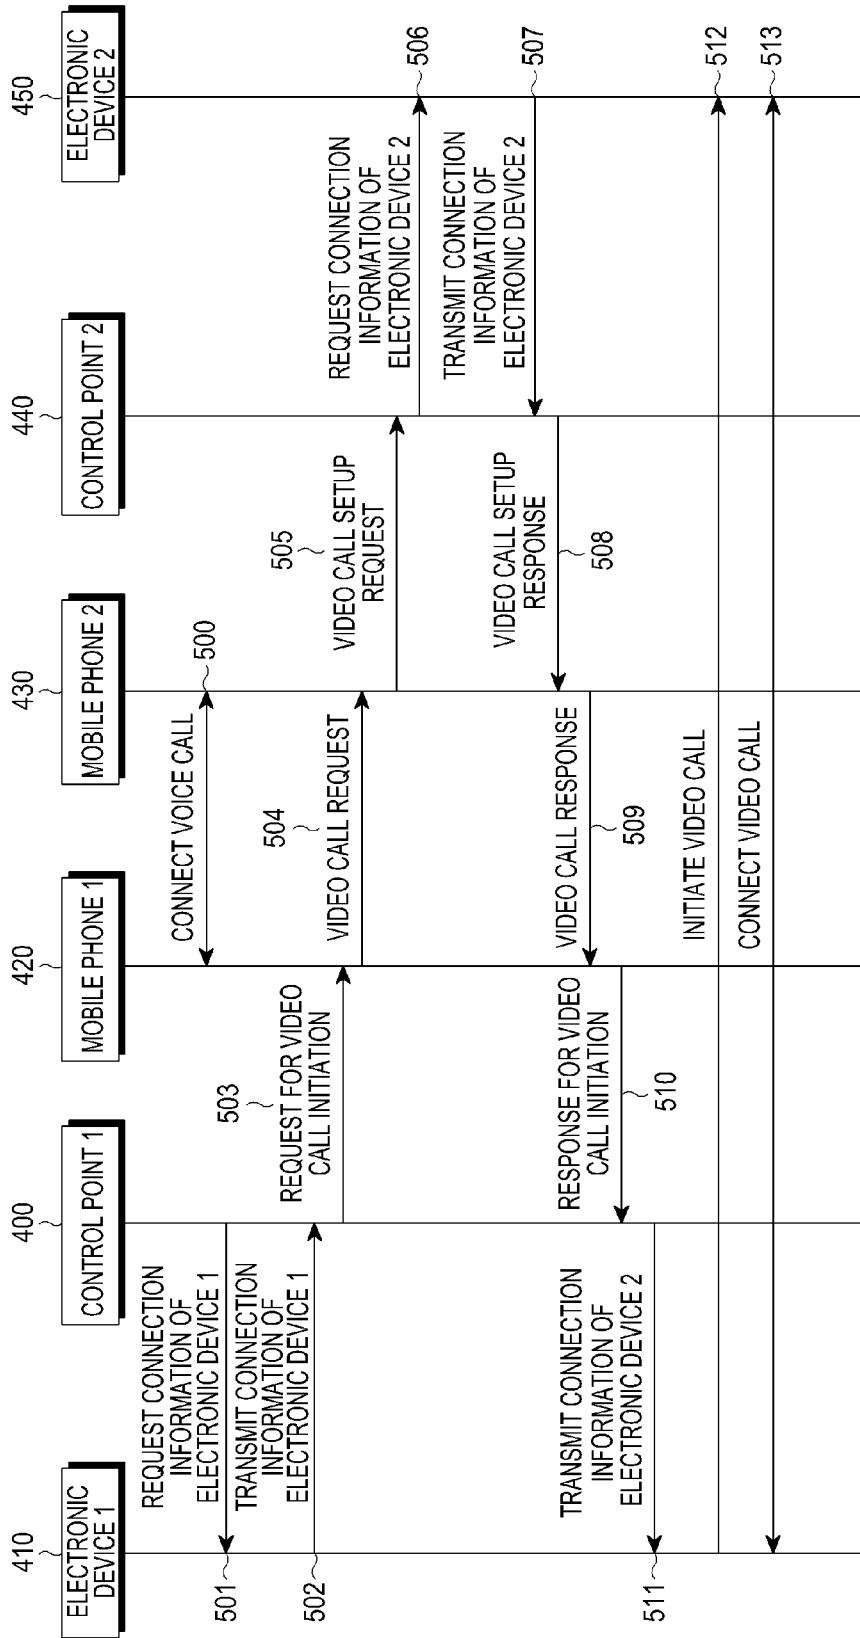 410
ELECTRONIC
DEVICE 1
400
CONTROL POINT 1
420
MOBILE PHONE 1
430
MOBILE PHONE 2
440
CONTROL POINT 2
450
ELECTRONIC
DEVICE 2
CONNECT VOICE CALL
500
REQUEST CONNECTION
INFORMATION OF
ELECTRONIC DEVICE 1
501
TRANSMIT CONNECTION
INFORMATION OF
ELECTRONIC DEVICE 1
502
503
REQUEST FOR VIDEO
CALL INITIATION
504
VIDEO CALL REQUEST
505
VIDEO CALL SETUP
REQUEST
REQUEST CONNECTION
INFORMATION OF
ELECTRONIC DEVICE 2
506
TRANSMIT CONNECTION
INFORMATION OF
ELECTRONIC DEVICE 2
507
VIDEO CALL SETUP
RESPONSE
508
VIDEO CALL RESPONSE
509
RESPONSE FOR VIDEO
CALL INITIATION
510
TRANSMIT CONNECTION
INFORMATION OF
ELECTRONIC DEVICE 2
511
INITIATE VIDEO CALL
512
CONNECT VIDEO CALL
513